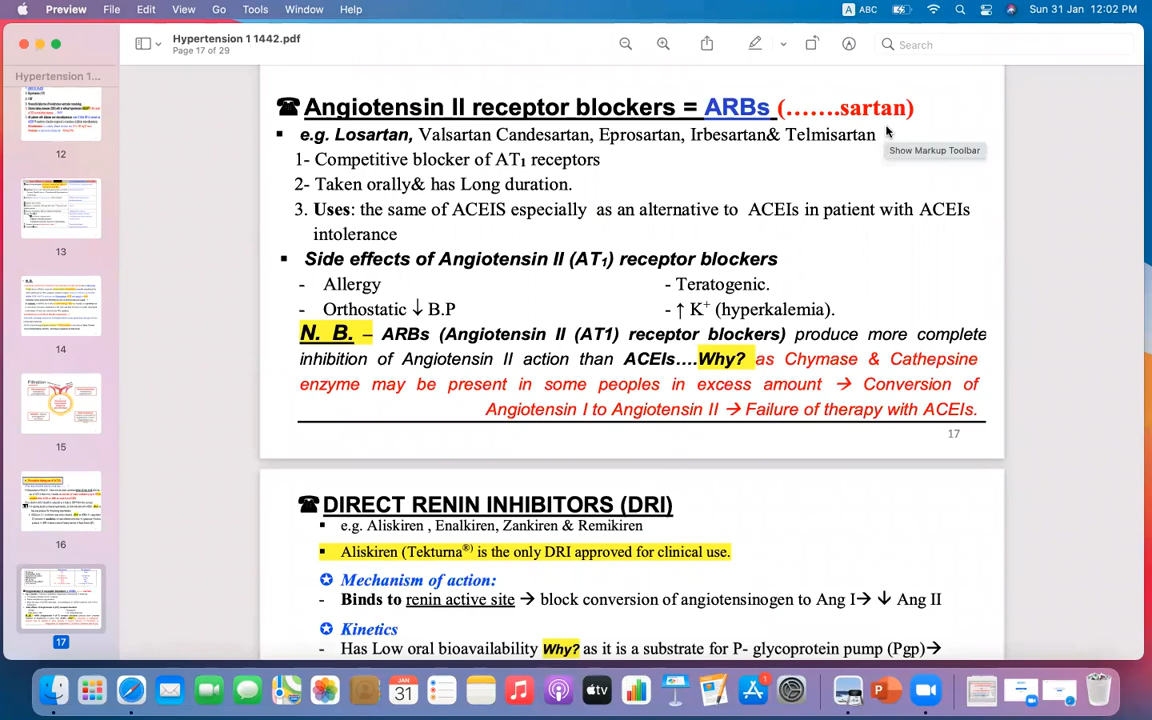 Preview File Edit View Go Tools Window Help A ABC Sun 31 Jan 12:02 PM
Hypertension 1 1442.pdf
Page 17 of 29
Search
Hypertension 1...
12
13
14
Filtration
15
16
17
☎ Angiotensin II receptor blockers = ARBs (…….sartan)
▪ e.g. Losartan, Valsartan Candesartan, Eprosartan, Irbesartan& Telmisartan
Show Markup Toolbar
1- Competitive blocker of AT₁ receptors
2- Taken orally& has Long duration.
3. Uses: the same of ACEIS especially as an alternative to ACEIs in patient with ACEIs
intolerance
▪ Side effects of Angiotensin II (AT₁) receptor blockers
- Allergy - Teratogenic.
- Orthostatic ↓ B.P - ↑ K⁺ (hyperkalemia).
N. B. – ARBs (Angiotensin II (AT1) receptor blockers) produce more complete
inhibition of Angiotensin II action than ACEIs….Why? as Chymase & Cathepsine
enzyme may be present in some peoples in excess amount → Conversion of
Angiotensin I to Angiotensin II → Failure of therapy with ACEIs.
17
☎ DIRECT RENIN INHIBITORS (DRI)
▪ e.g. Aliskiren , Enalkiren, Zankiren & Remikiren
▪ Aliskiren (Tekturna®) is the only DRI approved for clinical use.
✪ Mechanism of action:
- Binds to renin active site → block conversion of angiotensinogen to Ang I→ ↓ Ang II
✪ Kinetics
- Has Low oral bioavailability Why? as it is a substrate for P- glycoprotein pump (Pgp)→
JAN
31
tv
1
P